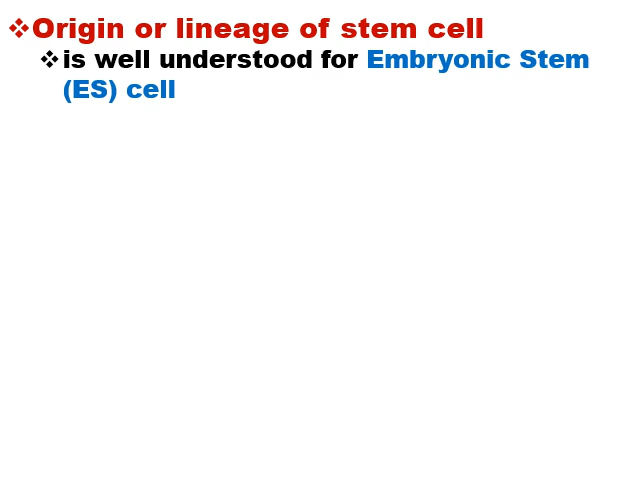 ❖Origin or lineage of stem cell
❖is well understood for Embryonic Stem
(ES) cell